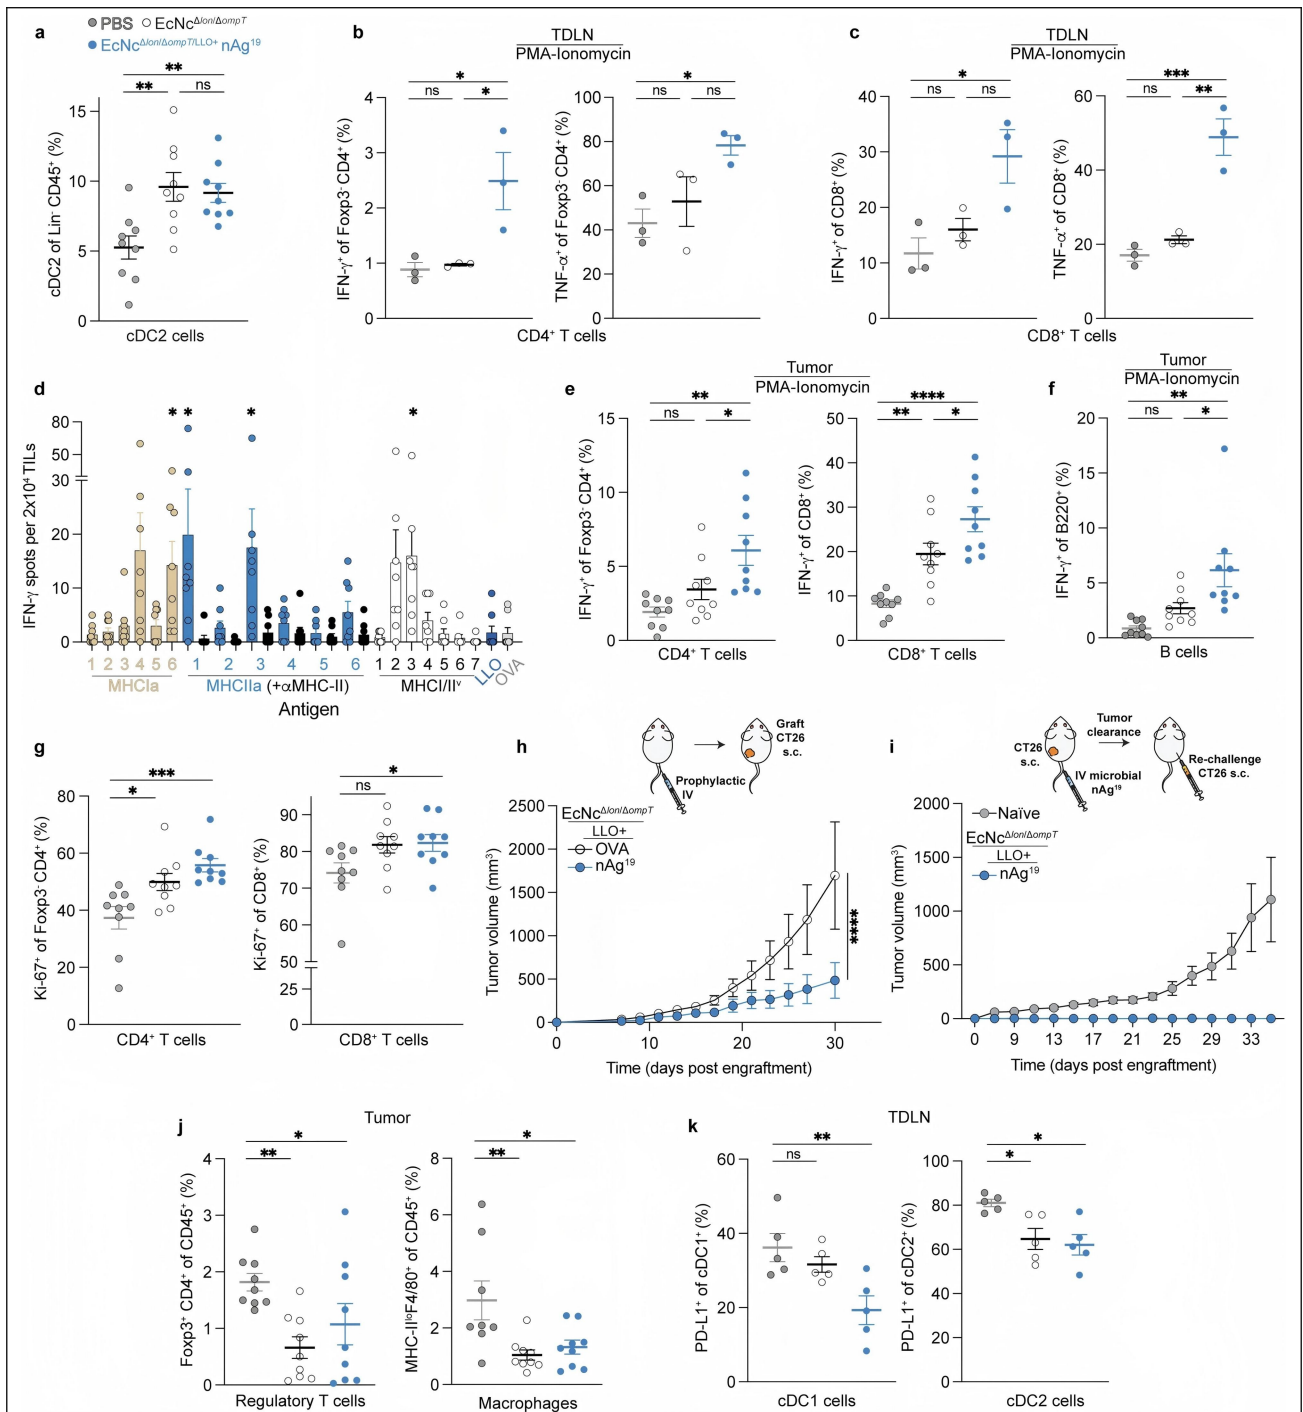 ● PBS ○ EcNcΔlon/ΔompT
● EcNcΔlon/ΔompT/LLO+ nAg19
a
**
** ns
cDC2 of Lin- CD45+ (%)
15
10
5
0
cDC2 cells
b
TDLN
PMA-Ionomycin
*
ns *
IFN-γ+ of Foxp3- CD4+ (%)
4
3
2
1
0
*
ns ns
TNF-α+ of Foxp3- CD4+ (%)
100
80
60
40
20
0
CD4+ T cells
c
TDLN
PMA-Ionomycin
*
ns ns
IFN-γ+ of CD8+ (%)
40
30
20
10
0
***
ns **
TNF-α+ of CD8+ (%)
60
40
20
0
CD8+ T cells
d
* * * *
IFN-γ spots per 2x10⁴ TILs
80
50
30
20
10
0
1 2 3 4 5 6 1 2 3 4 5 6 1 2 3 4 5 6 7 LLO OVA
MHCIa MHCIIa (+αMHC-II) MHCI/IIv
Antigen
e
Tumor
PMA-Ionomycin
**
ns *
IFN-γ+ of Foxp3- CD4+ (%)
15
10
5
0
CD4+ T cells
****
** *
IFN-γ+ of CD8+ (%)
50
40
30
20
10
0
CD8+ T cells
f
Tumor
PMA-Ionomycin
**
ns *
IFN-γ+ of B220+ (%)
20
15
10
5
0
B cells
g
***
*
Ki-67+ of Foxp3- CD4+ (%)
80
60
40
20
0
CD4+ T cells
*
ns
Ki-67+ of CD8+ (%)
90
80
70
60
50
50
25
0
CD8+ T cells
h
Graft
CT26
s.c.
Prophylactic
IV
EcNcΔlon/ΔompT
LLO+
OVA
nAg19
Tumor volume (mm3)
2500
2000
1500
1000
500
0
****
0 10 20 30
Time (days post engraftment)
i
CT26
s.c.
Tumor
clearance
IV microbial
nAg19
Re-challenge
CT26 s.c.
Naïve
EcNcΔlon/ΔompT
LLO+
nAg19
Tumor volume (mm3)
2000
1500
1000
500
0
0 9 13 17 21 25 29 33
Time (days post engraftment)
j
Tumor
*
**
Foxp3+ CD4+ of CD45+ (%)
4
3
2
1
0
Regulatory T cells
*
**
MHC-IIloF4/80+ of CD45+ (%)
8
6
4
2
0
Macrophages
k
TDLN
**
ns
PD-L1+ of cDC1+ (%)
60
40
20
0
cDC1 cells
*
*
PD-L1+ of cDC2+ (%)
100
80
60
40
20
0
cDC2 cells